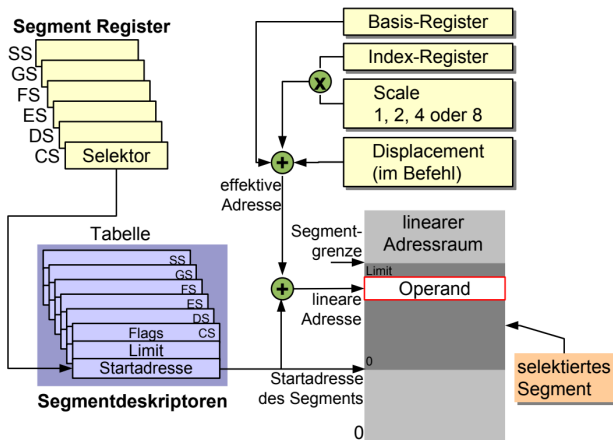 Segment Register
SS
GS
FS
ES
DS
CS
Selektor
Basis-Register
Index-Register
x
Scale
1, 2, 4 oder 8
Displacement
(im Befehl)
+
effektive
Adresse
Tabelle
SS
GS
FS
ES
DS
Flags CS
Limit
Startadresse
Segmentdeskriptoren
Segment-
grenze
+
lineare
Adresse
Startadresse
des Segments
linearer
Adressraum
Limit
Operand
0
0
selektiertes
Segment